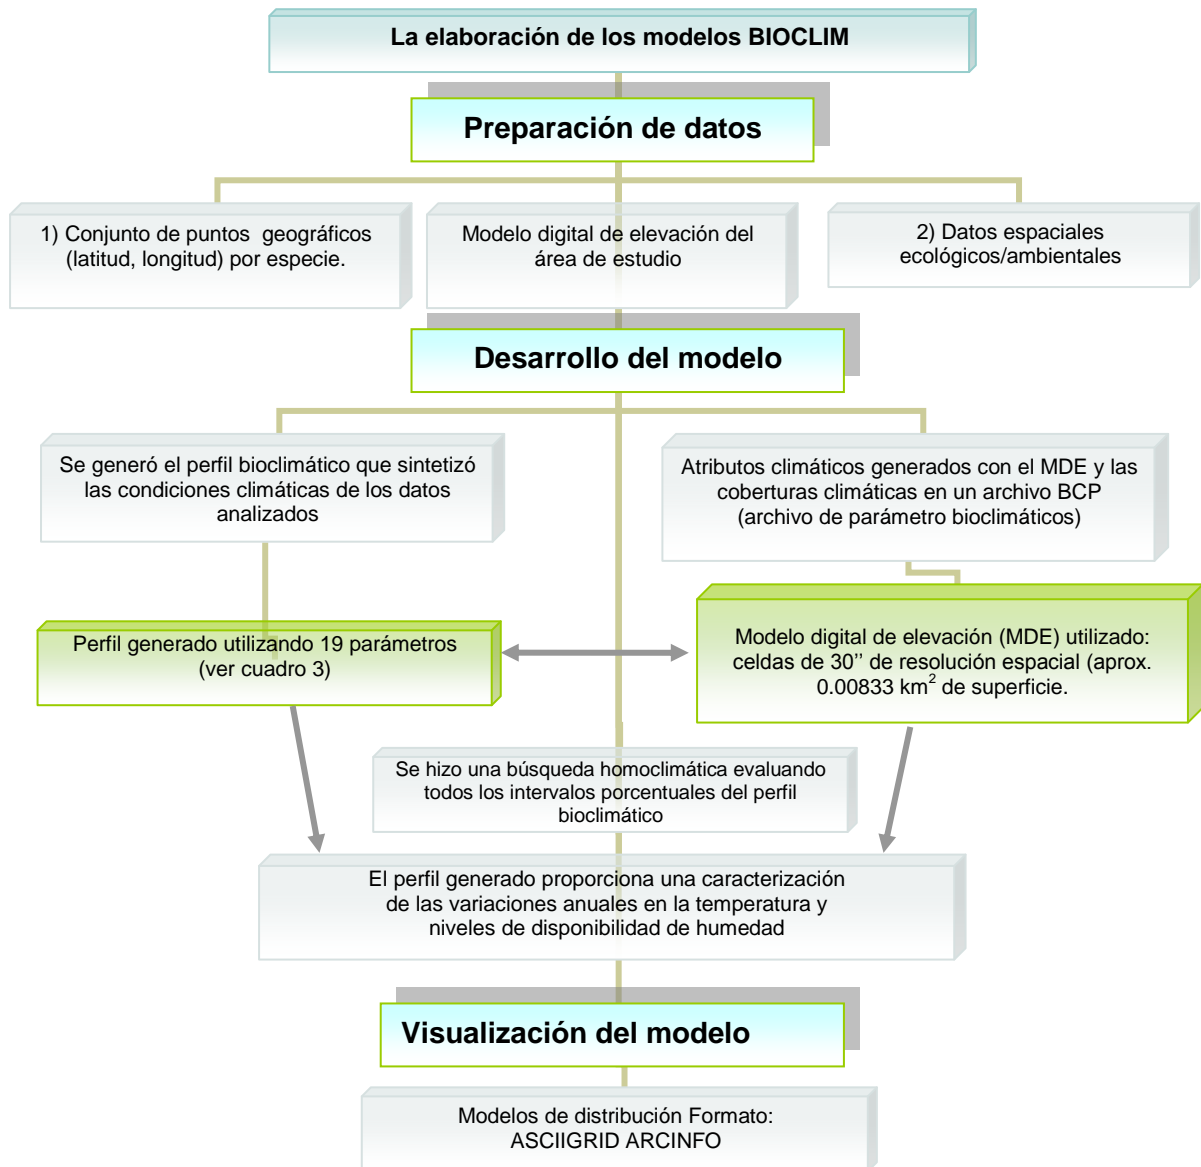 La elaboración de los modelos BIOCLIM
Preparación de datos
1) Conjunto de puntos geográficos
(latitud, longitud) por especie.
Modelo digital de elevación del
área de estudio
2) Datos espaciales
ecológicos/ambientales
Desarrollo del modelo
Se generó el perfil bioclimático que sintetizó
las condiciones climáticas de los datos
analizados
Atributos climáticos generados con el MDE y las
coberturas climáticas en un archivo BCP
(archivo de parámetro bioclimáticos)
Perfil generado utilizando 19 parámetros
(ver cuadro 3)
Modelo digital de elevación (MDE) utilizado:
celdas de 30’’ de resolución espacial (aprox.
0.00833 km² de superficie.
Se hizo una búsqueda homoclimática evaluando
todos los intervalos porcentuales del perfil
bioclimático
El perfil generado proporciona una caracterización
de las variaciones anuales en la temperatura y
niveles de disponibilidad de humedad
Visualización del modelo
Modelos de distribución Formato:
ASCIIGRID ARCINFO